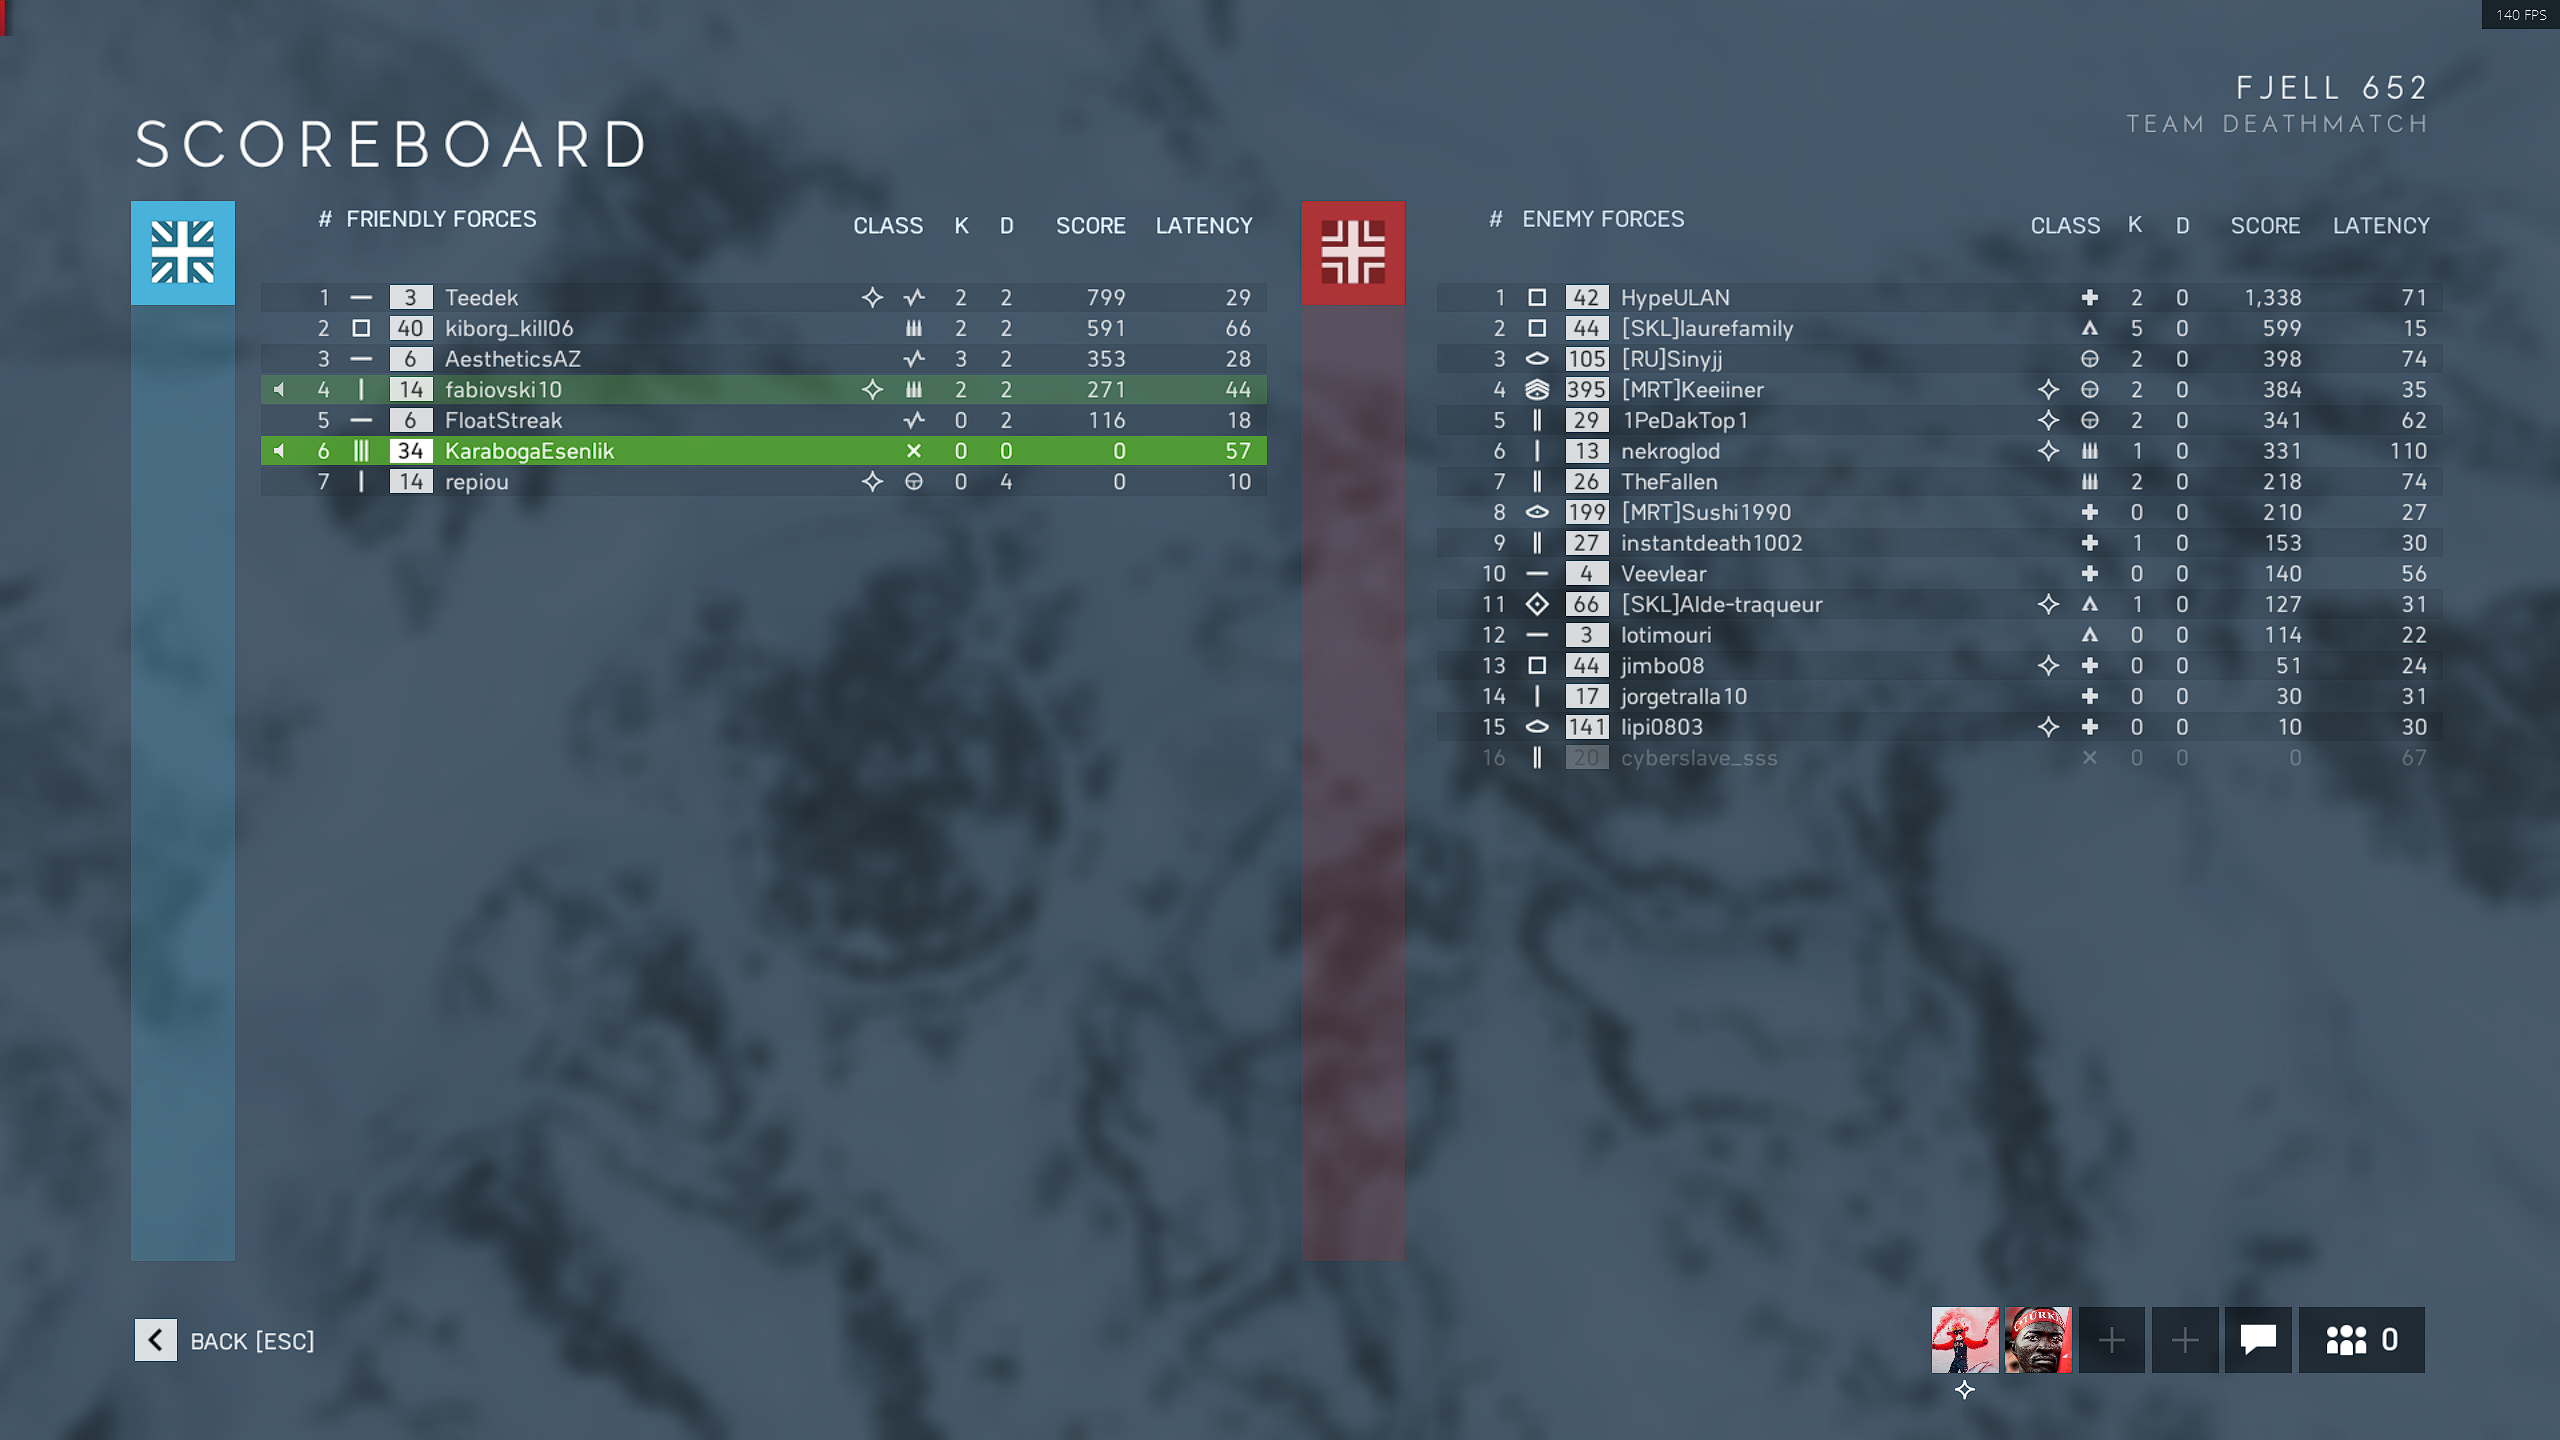 140 FPS
FJELL 652
TEAM DEATHMATCH
SCOREBOARD
# FRIENDLY FORCES CLASS K D SCORE LATENCY
1 3 Teedek 2 2 799 29
2 40 kiborg_kill06 2 2 591 66
3 6 AestheticsAZ 3 2 353 28
4 14 fabiovski10 2 2 271 44
5 6 FloatStreak 0 2 116 18
6 34 KarabogaEsenlik 0 0 0 57
7 14 repiou 0 4 0 10
# ENEMY FORCES CLASS K D SCORE LATENCY
1 42 HypeULAN 2 0 1,338 71
2 44 [SKL]laurefamily 5 0 599 15
3 105 [RU]Sinyjj 2 0 398 74
4 395 [MRT]Keeiiner 2 0 384 35
5 29 1PeDakTop1 2 0 341 62
6 13 nekroglod 1 0 331 110
7 26 TheFallen 2 0 218 74
8 199 [MRT]Sushi1990 0 0 210 27
9 27 instantdeath1002 1 0 153 30
10 4 Veevlear 0 0 140 56
11 66 [SKL]Alde-traqueur 1 0 127 31
12 3 lotimouri 0 0 114 22
13 44 jimbo08 0 0 51 24
14 17 jorgetralla10 0 0 30 31
15 141 lipi0803 0 0 10 30
16 20 cyberslave_sss 0 0 0 67
BACK [ESC]
0